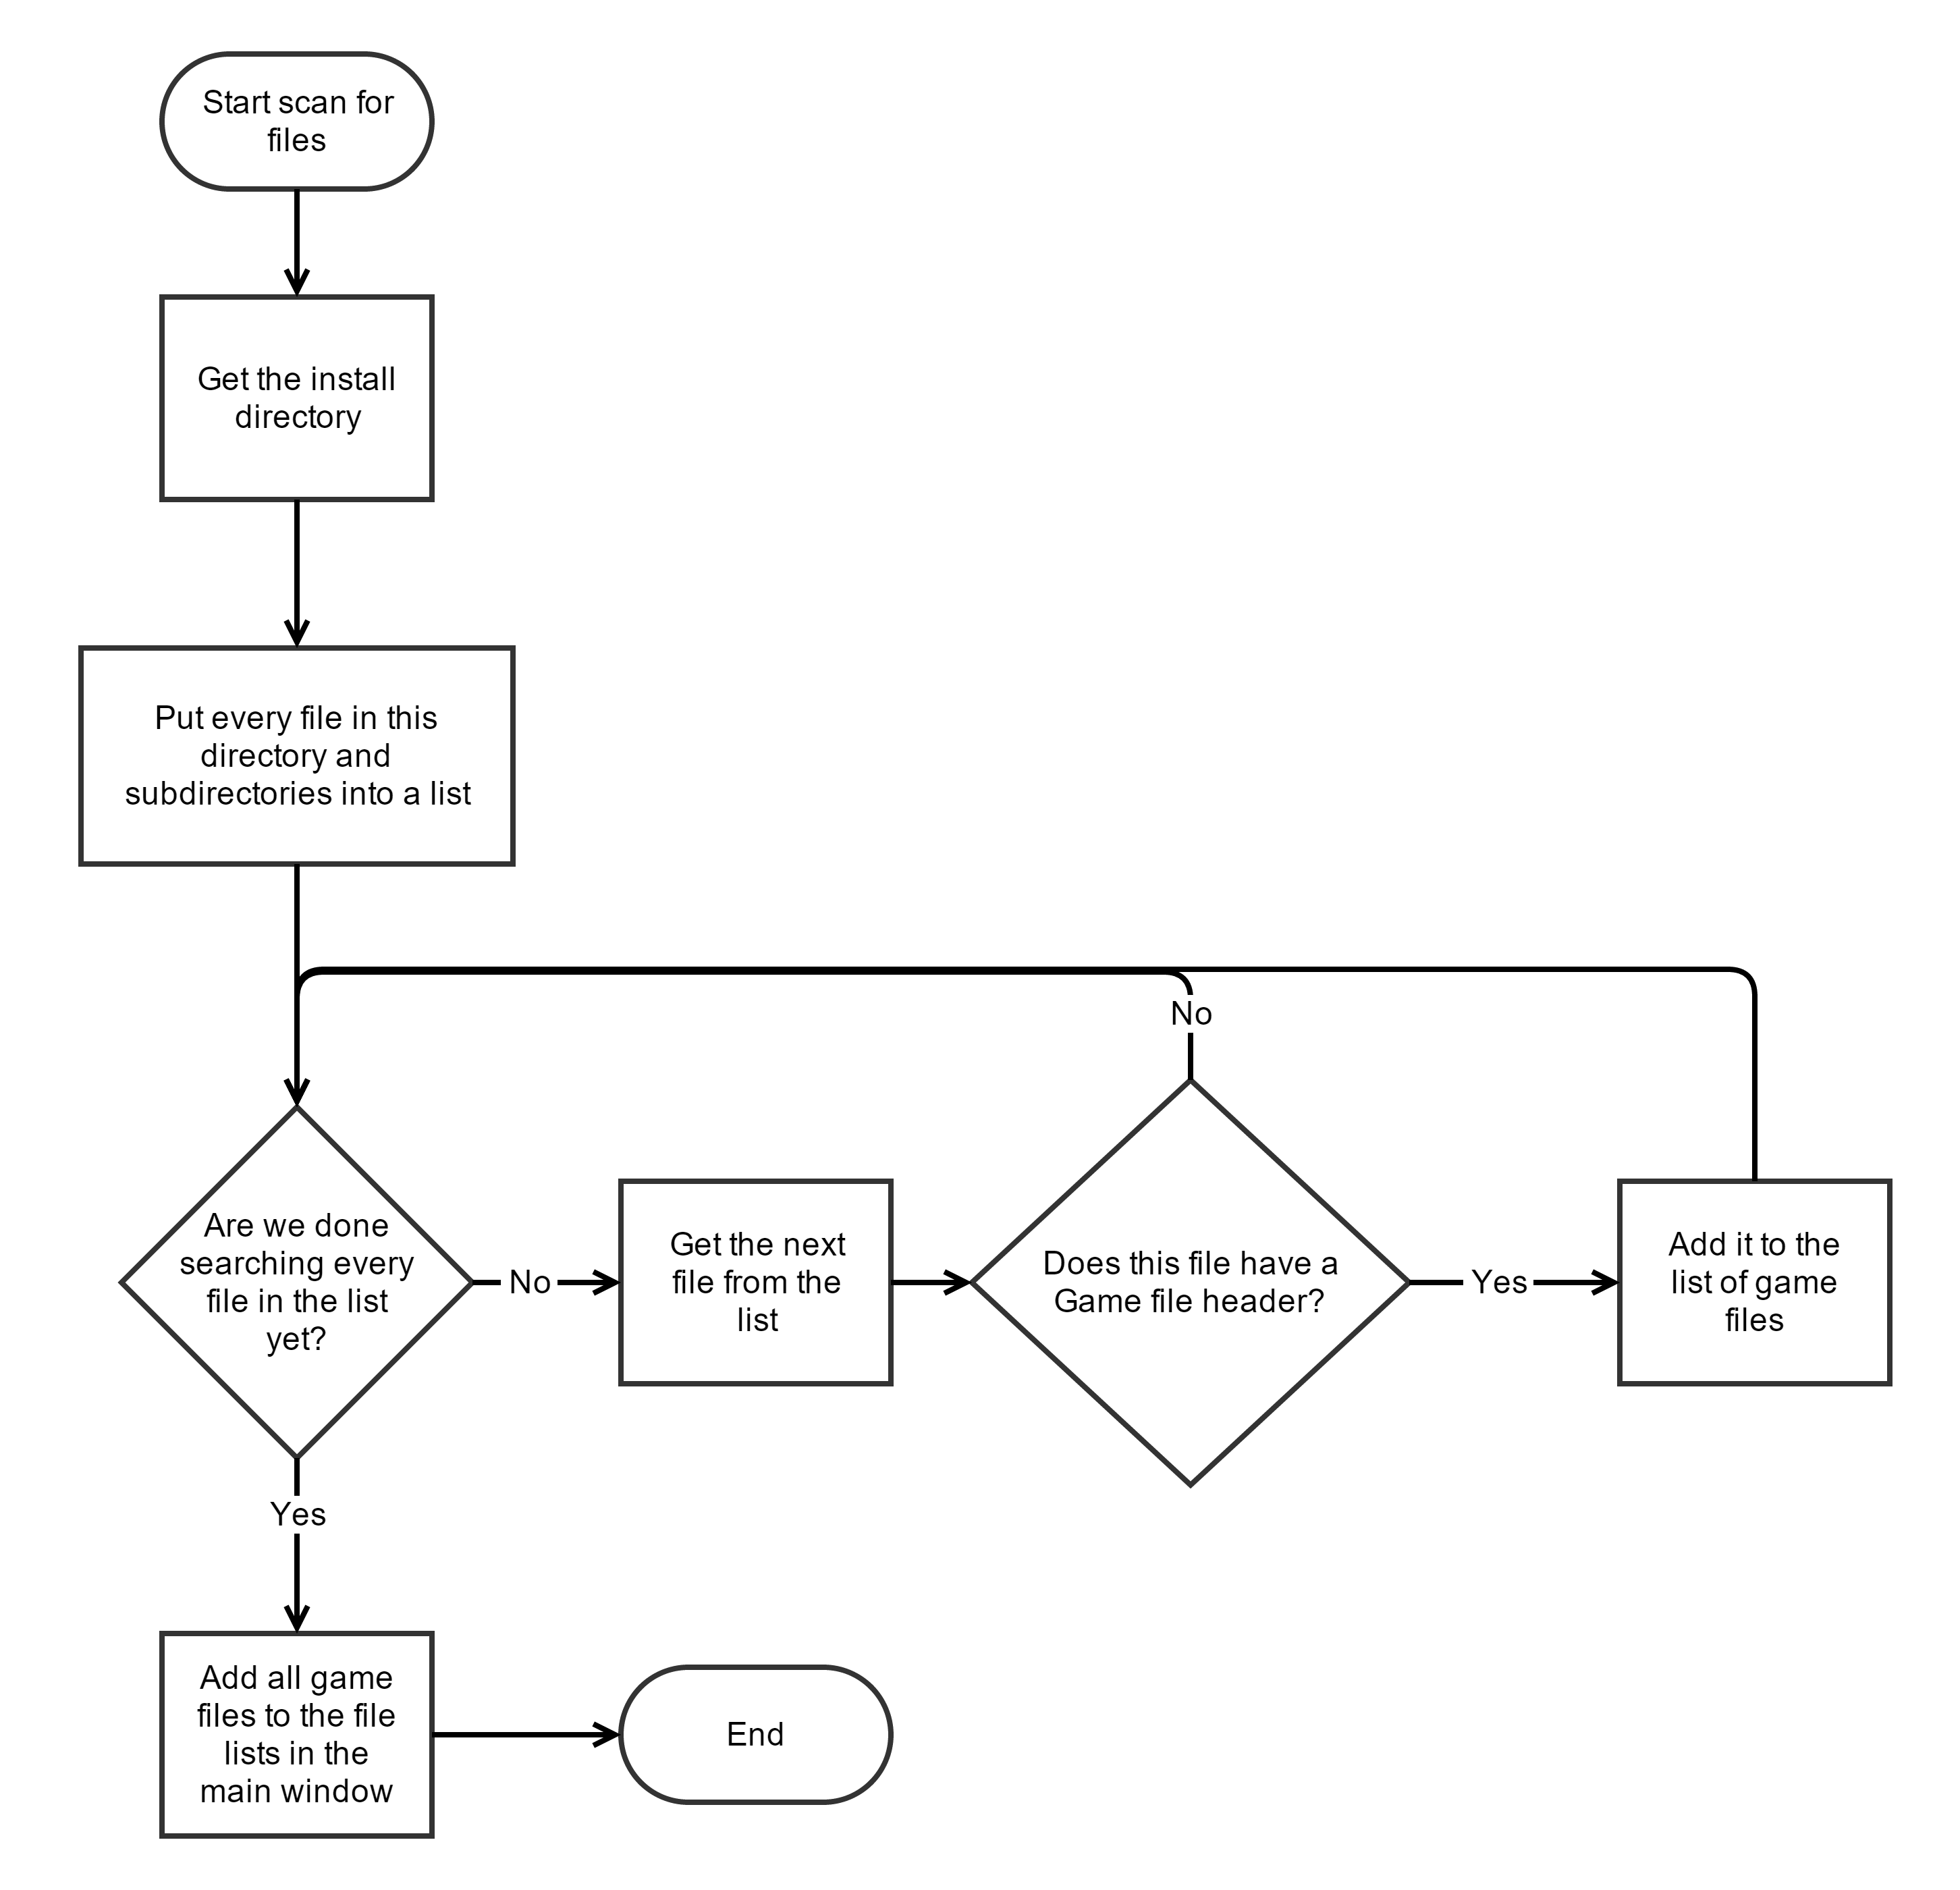 Start scan for
files
Get the install
directory
Put every file in this
directory and
subdirectories into a list
No
Are we done
searching every
file in the list
yet?
No
Get the next
file from the
list
Does this file have a
Game file header?
Yes
Add it to the
list of game
files
Yes
Add all game
files to the file
lists in the
main window
End